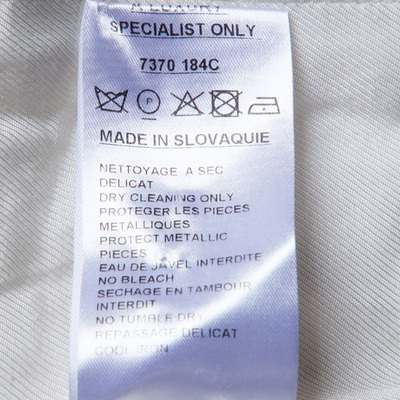 A LUXURY
SPECIALIST ONLY
7370 184C
P
MADE IN SLOVAQUIE
NETTOYAGE A SEC
DELICAT
DRY CLEANING ONLY
PROTEGER LES PIECES
METALLIQUES
PROTECT METALLIC
PIECES
EAU DE JAVEL INTERDITE
NO BLEACH
SECHAGE EN TAMBOUR
INTERDIT
NO TUMBLE DRY
REPASSAGE DELICAT
COOL IRON